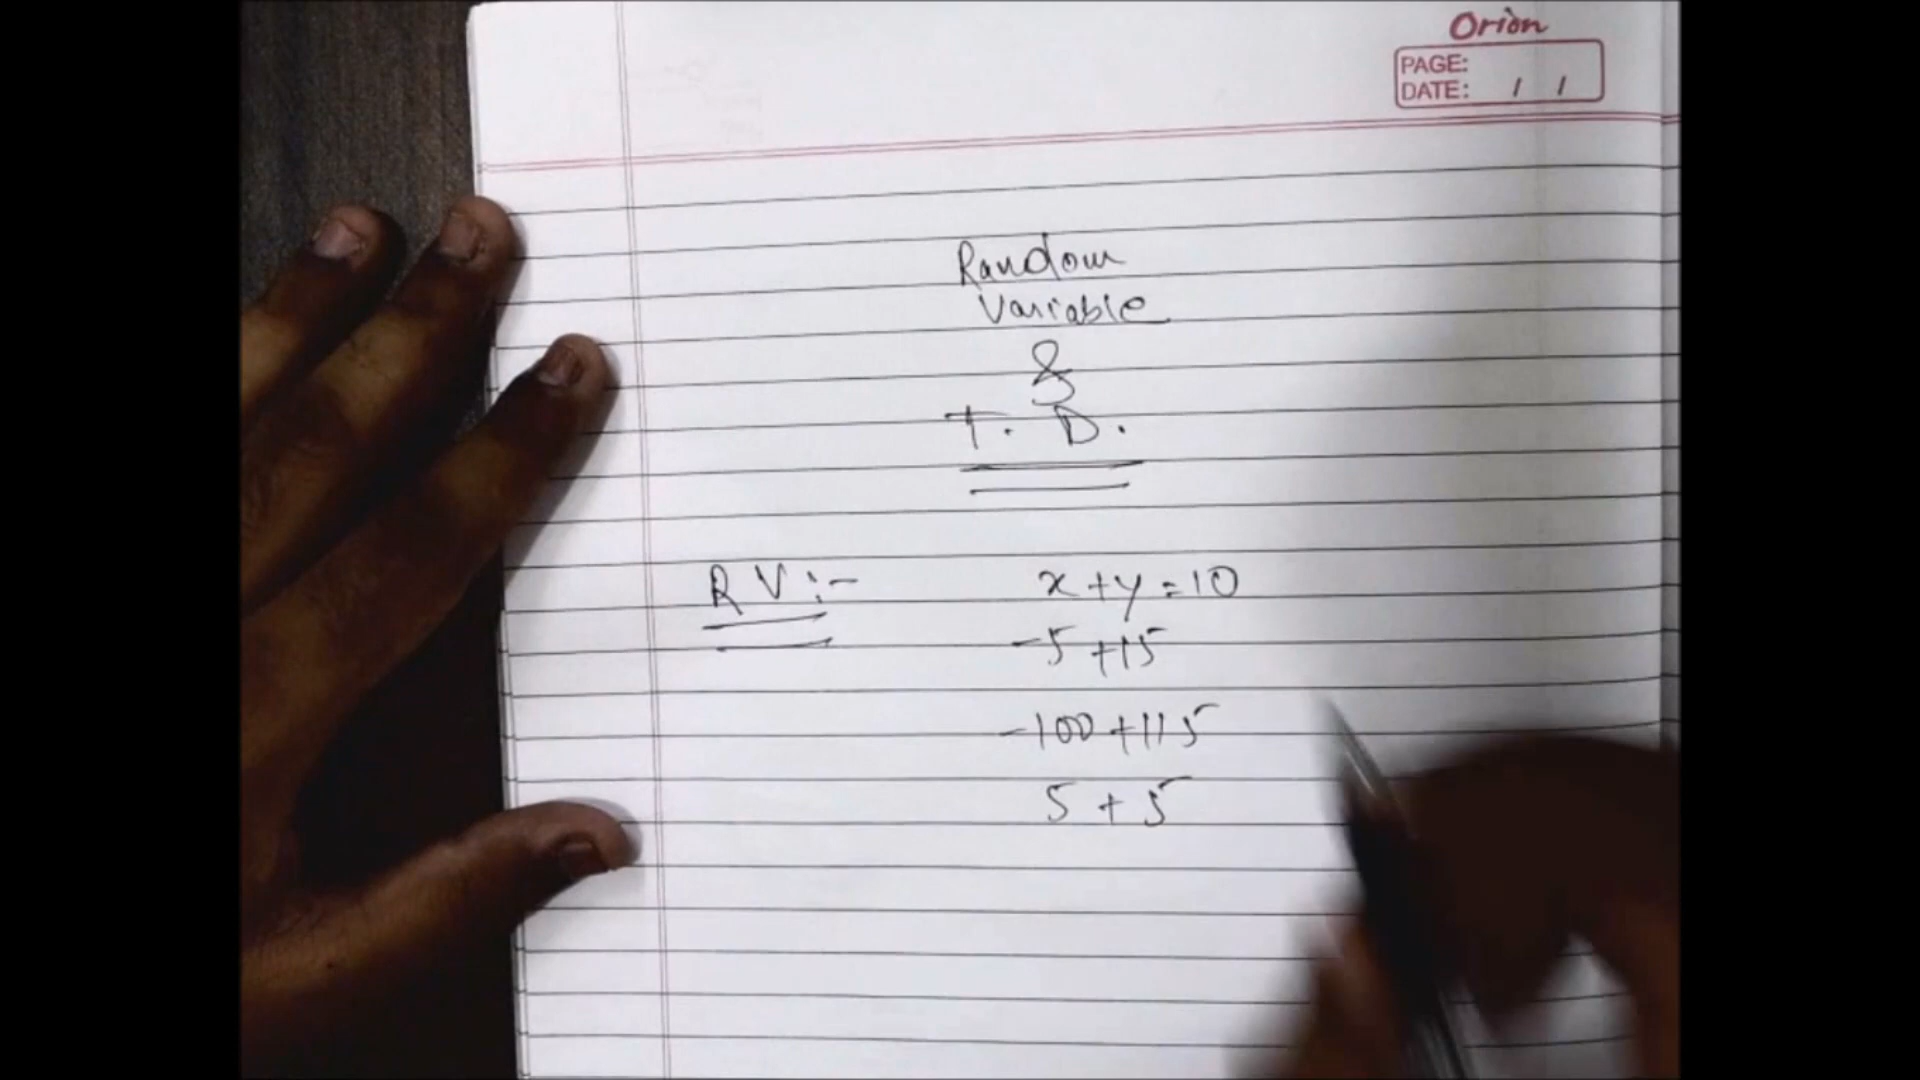 Orion
PAGE:
DATE: / /
Random
Variable
&
T. D.
RV:-
x+y=10
-5+15
-100+115
5+5